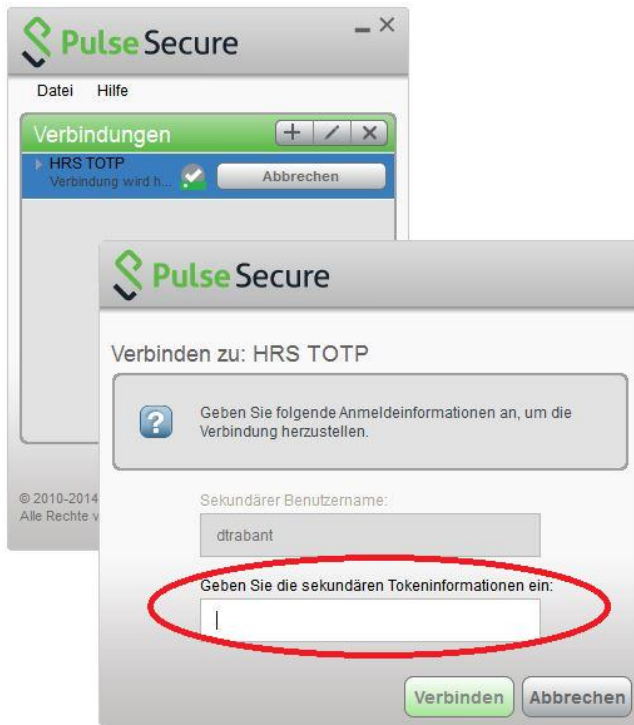 Pulse Secure
Datei Hilfe
Verbindungen
HRS TOTP
Verbindung wird h...
Abbrechen
© 2010-2014
Alle Rechte v
Pulse Secure
Verbinden zu: HRS TOTP
Geben Sie folgende Anmeldeinformationen an, um die
Verbindung herzustellen.
Sekundärer Benutzername:
dtrabant
Geben Sie die sekundären Tokeninformationen ein:
Verbinden Abbrechen